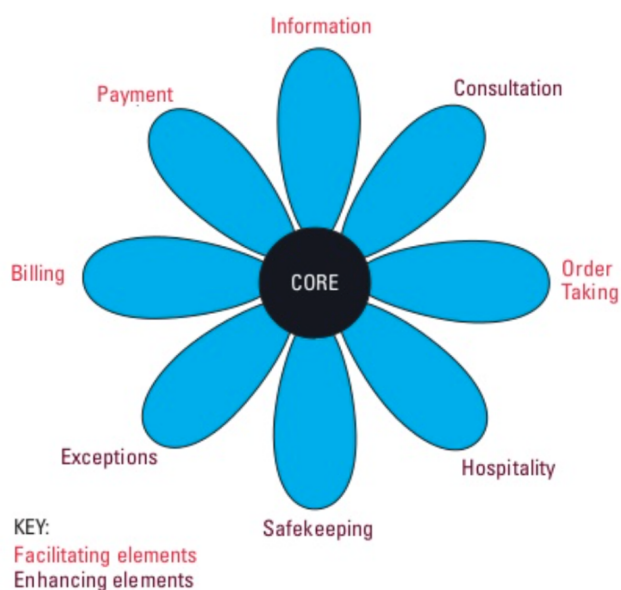 Information
Payment
Consultation
Billing
CORE
Order
Taking
Exceptions
Hospitality
Safekeeping
KEY:
Facilitating elements
Enhancing elements